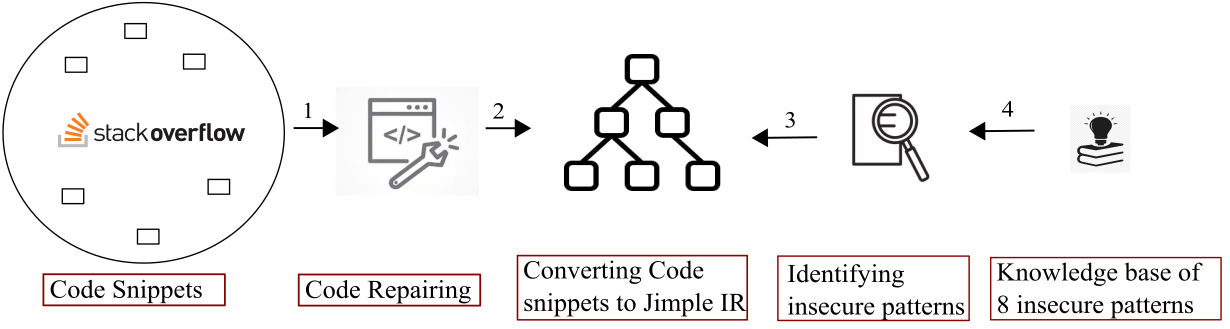 stackoverflow
1
</>
2
3
4
Code Snippets
Code Repairing
Converting Code
snippets to Jimple IR
Identifying
insecure patterns
Knowledge base of
8 insecure patterns